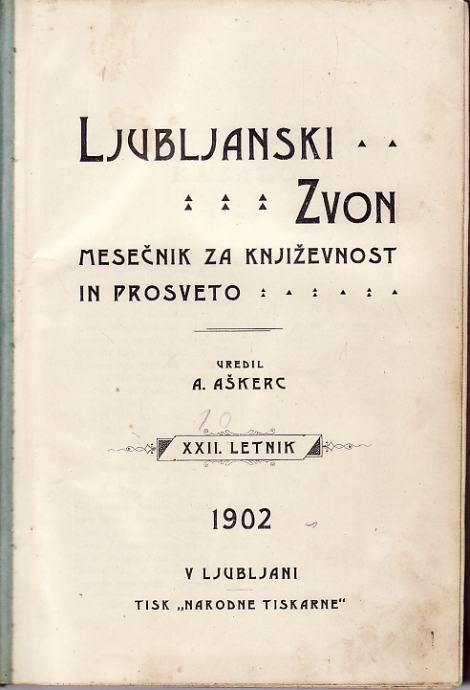 LJUBLJANSKI
ZVON
MESEČNIK ZA KNJIŽEVNOST
IN PROSVETO
UREDIL
A. AŠKERC
XXII. LETNIK
1902
V LJUBLJANI
TISK „NARODNE TISKARNE“